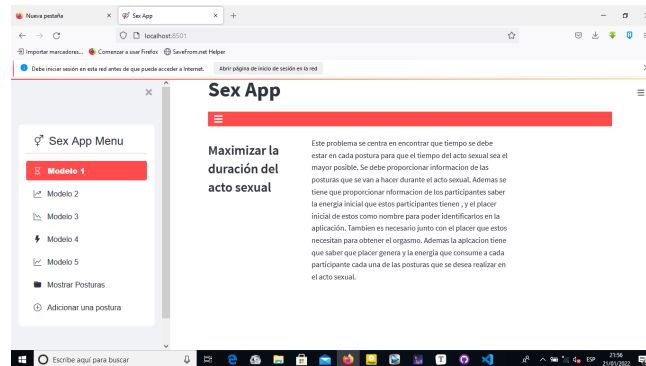 Nueva pestaña
Sex App
localhost:8501
Importar marcadores... Comenzar a usar Firefox SaveFrom.net Helper
Debe iniciar sesión en esta red antes de que pueda acceder a Internet. Abrir página de inicio de sesión en la red
Sex App Menu
Modelo 1
Modelo 2
Modelo 3
Modelo 4
Modelo 5
Mostrar Posturas
Adicionar una postura
Sex App
Maximizar la
duración del
acto sexual
Este problema se centra en encontrar que tiempo se debe
estar en cada postura para que el tiempo del acto sexual sea el
mayor posible. Se debe proporcionar informacion de las
posturas que se van a hacer durante el acto sexual. Ademas se
tiene que proporcionar nformacion de los participantes saber
la energia inicial que estos participantes tienen , y el placer
inicial de estos como nombre para poder identificarlos en la
aplicación. Tambien es necesario junto con el placer que estos
necesitan para obtener el orgasmo. Ademas la aplcacion tiene
que saber que placer genera y la energia que consume a cada
participante cada una de las posturas que se desea realizar en
el acto sexual.
Escribe aquí para buscar
ESP
21:56
21/01/2022